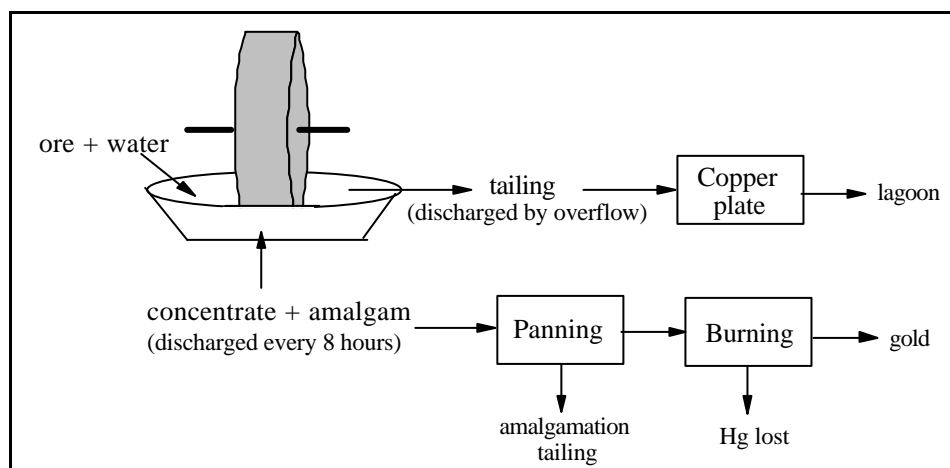 ore + water
tailing
(discharged by overflow)
Copper
plate
lagoon
concentrate + amalgam
(discharged every 8 hours)
Panning
Burning
gold
amalgamation
tailing
Hg lost